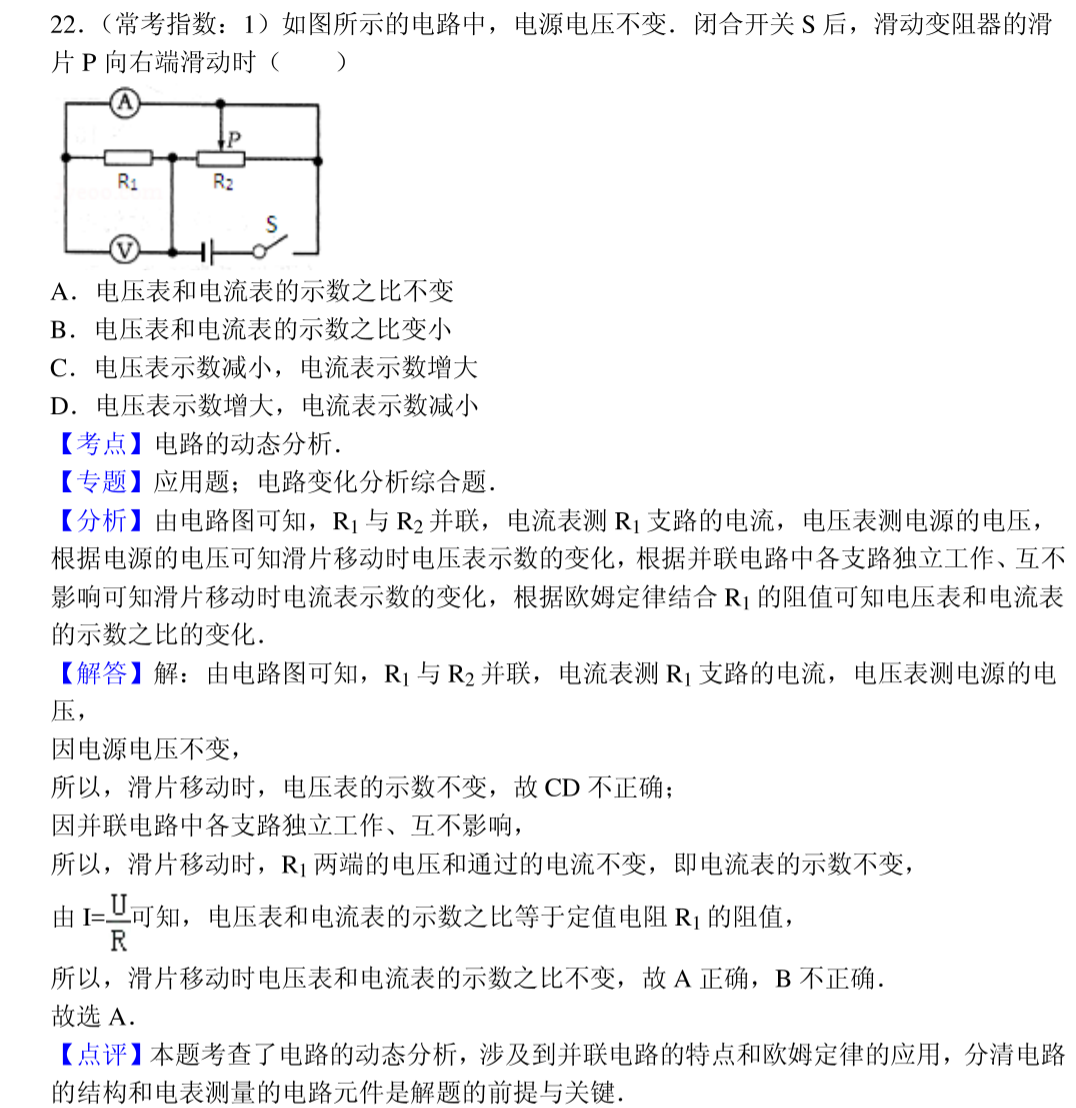 22.（常考指数：1）如图所示的电路中，电源电压不变．闭合开关 S 后，滑动变阻器的滑
片 P 向右端滑动时（　　）
A
P
R₁
R₂
S
V
A．电压表和电流表的示数之比不变
B．电压表和电流表的示数之比变小
C．电压表示数减小，电流表示数增大
D．电压表示数增大，电流表示数减小
【考点】电路的动态分析．
【专题】应用题；电路变化分析综合题．
【分析】由电路图可知，R₁与 R₂并联，电流表测 R₁支路的电流，电压表测电源的电压，
根据电源的电压可知滑片移动时电压表示数的变化，根据并联电路中各支路独立工作、互不
影响可知滑片移动时电流表示数的变化，根据欧姆定律结合 R₁的阻值可知电压表和电流表
的示数之比的变化．
【解答】解：由电路图可知，R₁与 R₂并联，电流表测 R₁支路的电流，电压表测电源的电
压，
因电源电压不变，
所以，滑片移动时，电压表的示数不变，故 CD 不正确；
因并联电路中各支路独立工作、互不影响，
所以，滑片移动时，R₁两端的电压和通过的电流不变，即电流表的示数不变，
由 I=U/R可知，电压表和电流表的示数之比等于定值电阻 R₁的阻值，
所以，滑片移动时电压表和电流表的示数之比不变，故 A 正确，B 不正确．
故选 A．
【点评】本题考查了电路的动态分析，涉及到并联电路的特点和欧姆定律的应用，分清电路
的结构和电表测量的电路元件是解题的前提与关键．